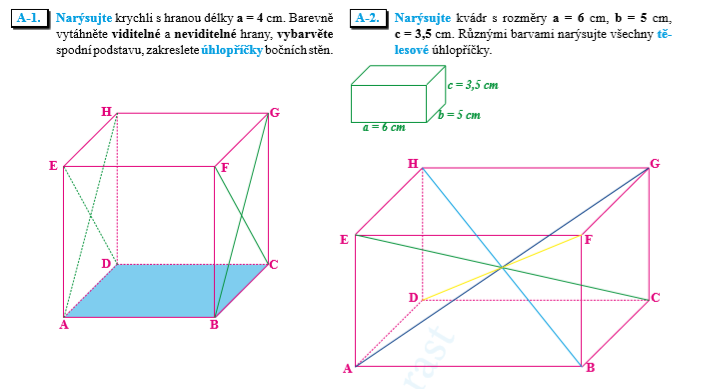 A-1. Narýsujte krychli s hranou délky a = 4 cm. Barevně
vytáhněte viditelné a neviditelné hrany, vybarvěte
spodní podstavu, zakreslete úhlopříčky bočních stěn.
H
G
E
F
D
C
A
B
A-2. Narýsujte kvádr s rozměry a = 6 cm, b = 5 cm,
c = 3,5 cm. Různými barvami narýsujte všechny tě-
lesové úhlopříčky.
c = 3,5 cm
b = 5 cm
a = 6 cm
H
G
E
F
D
C
A
B
rast